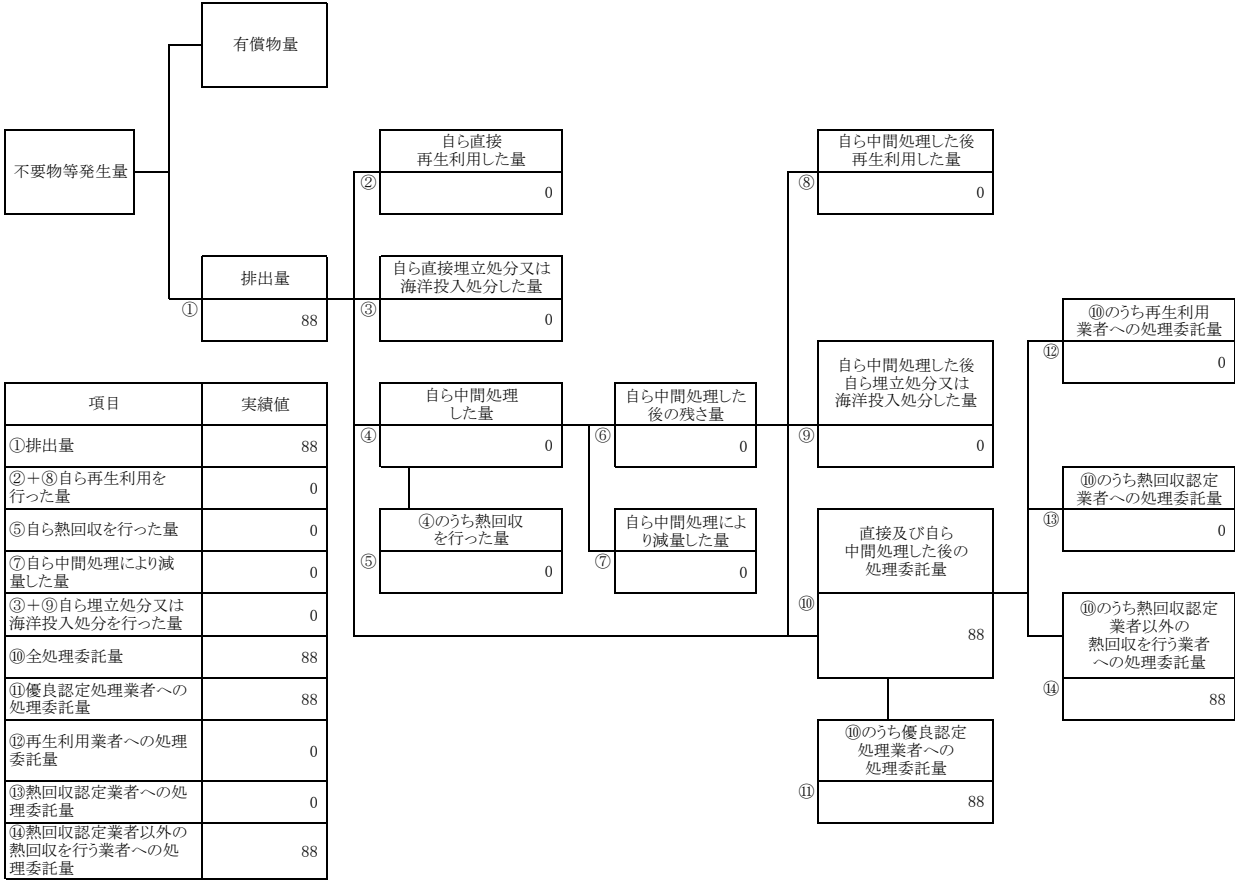 有償物量
不要物等発生量
排出量
①
88
自ら直接
再生利用した量
②
0
自ら直接埋立処分又は
海洋投入処分した量
③
0
自ら中間処理
した量
④
0
④のうち熱回収
を行った量
⑤
0
自ら中間処理した
後の残さ量
⑥
0
自ら中間処理によ
り減量した量
⑦
0
自ら中間処理した後
再生利用した量
⑧
0
自ら中間処理した後
自ら埋立処分又は
海洋投入処分した量
⑨
0
直接及び自ら
中間処理した後の
処理委託量
⑩
88
⑩のうち優良認定
処理業者への
処理委託量
⑪
88
⑩のうち再生利用
業者への処理委託量
⑫
0
⑩のうち熱回収認定
業者への処理委託量
⑬
0
⑩のうち熱回収認定
業者以外の
熱回収を行う業者
への処理委託量
⑭
88
項目 実績値
①排出量 88
②+⑧自ら再生利用を
行った量 0
⑤自ら熱回収を行った量 0
⑦自ら中間処理により減
量した量 0
③+⑨自ら埋立処分又は
海洋投入処分を行った量 0
⑩全処理委託量 88
⑪優良認定処理業者への
処理委託量 88
⑫再生利用業者への処理
委託量 0
⑬熱回収認定業者への処
理委託量 0
⑭熱回収認定業者以外の
熱回収を行う業者への処
理委託量 88